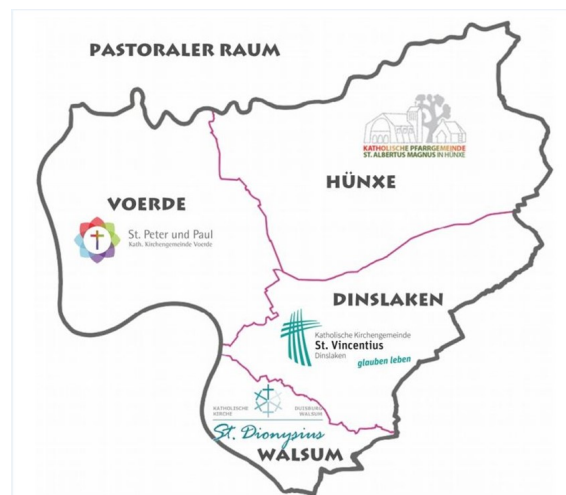 PASTORALER RAUM
KATHOLISCHE PFARRGEMEINDE
ST. ALBERTUS MAGNUS IN HÜNXE
HÜNXE
VOERDE
St. Peter und Paul
Kath. Kirchengemeinde Voerde
DINSLAKEN
Katholische Kirchengemeinde
St. Vincentius
Dinslaken
glauben leben
KATHOLISCHE KIRCHE
DUISBURG WALSUM
St. Dionysius
WALSUM